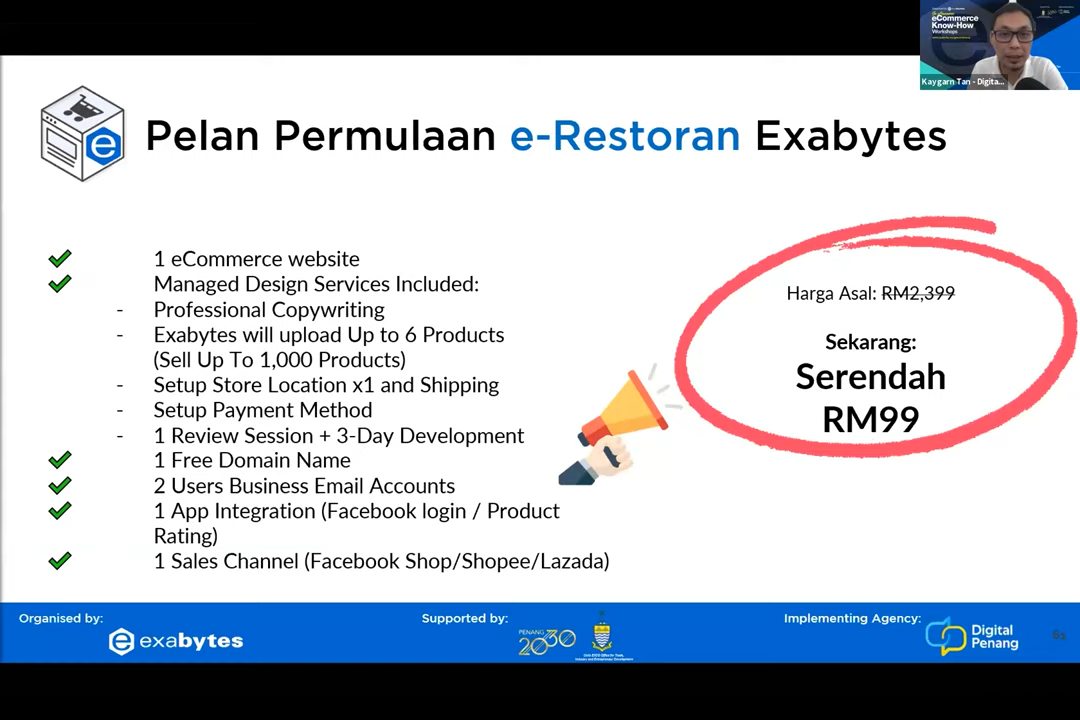 eCommerce
Know-How
Workshops
Kaygarn Tan - Digita...
Pelan Permulaan e-Restoran Exabytes
✔ 1 eCommerce website
✔ Managed Design Services Included:
- Professional Copywriting
- Exabytes will upload Up to 6 Products
(Sell Up To 1,000 Products)
- Setup Store Location x1 and Shipping
- Setup Payment Method
- 1 Review Session + 3-Day Development
✔ 1 Free Domain Name
✔ 2 Users Business Email Accounts
✔ 1 App Integration (Facebook login / Product
Rating)
✔ 1 Sales Channel (Facebook Shop/Shopee/Lazada)
Harga Asal: RM2,399
Sekarang:
Serendah
RM99
Organised by:
exabytes
Supported by:
PENANG
2030
Implementing Agency:
Digital
Penang